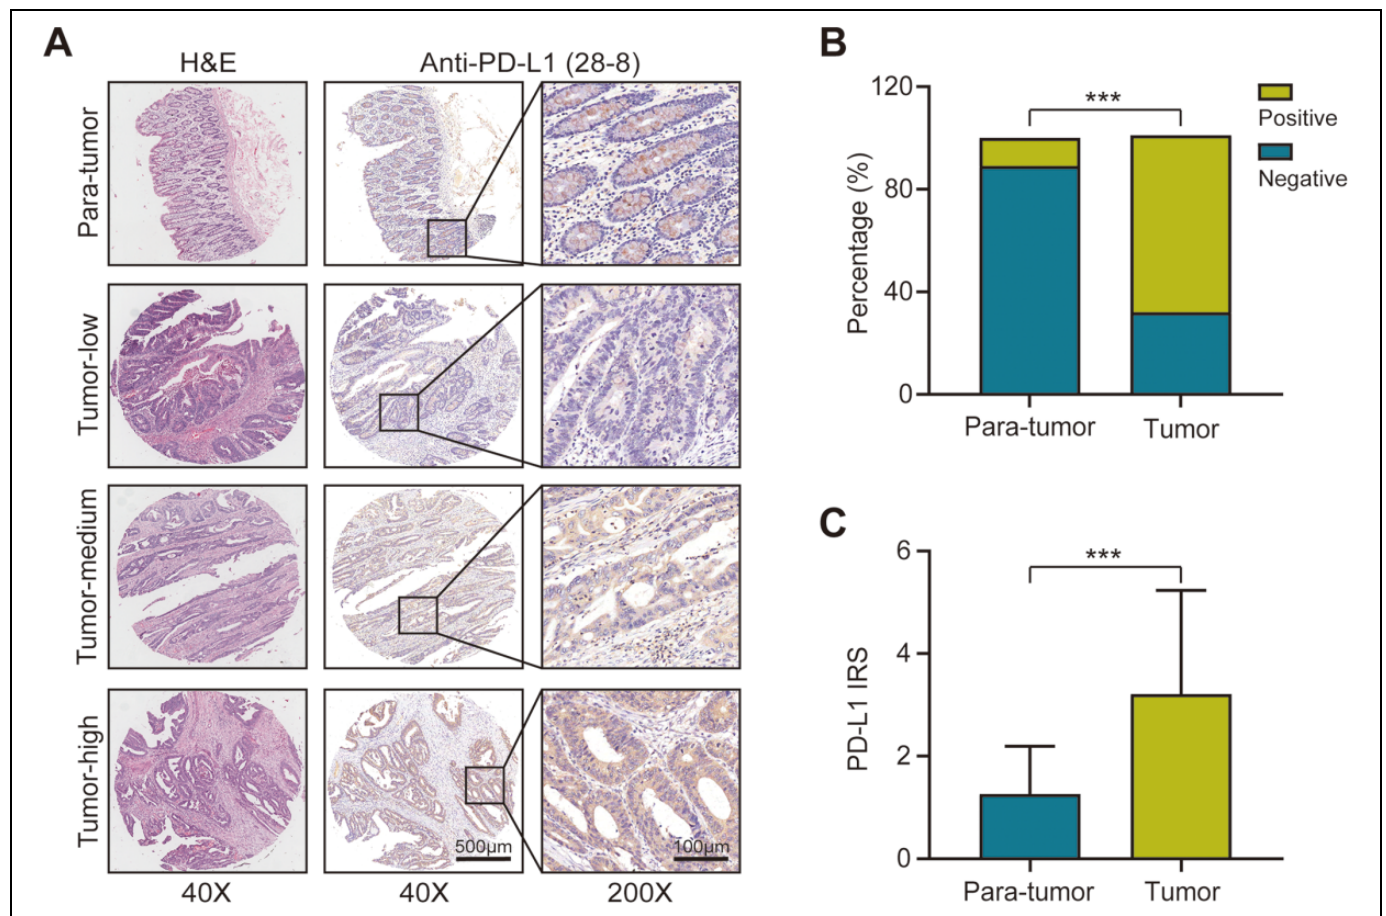 A
H&E
Anti-PD-L1 (28-8)
Para-tumor
Tumor-low
Tumor-medium
Tumor-high
500μm
100μm
40X
40X
200X
B
120
80
40
0
Percentage (%)
***
Positive
Negative
Para-tumor
Tumor
C
6
4
2
0
PD-L1 IRS
***
Para-tumor
Tumor